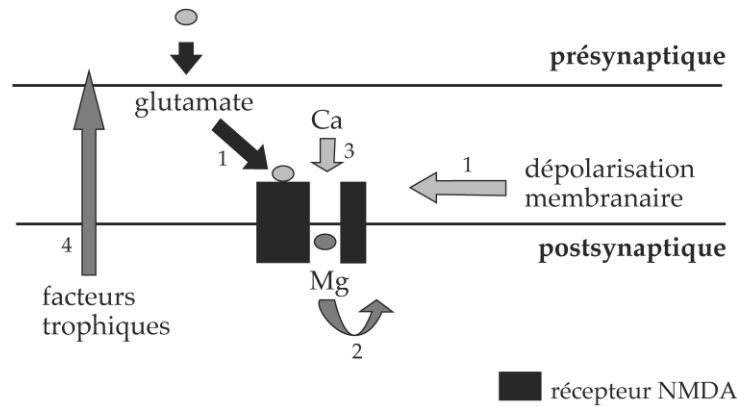 présynaptique
glutamate
Ca
1
3
1
dépolarisation
membranaire
postsynaptique
4
Mg
facteurs
trophiques
2
récepteur NMDA